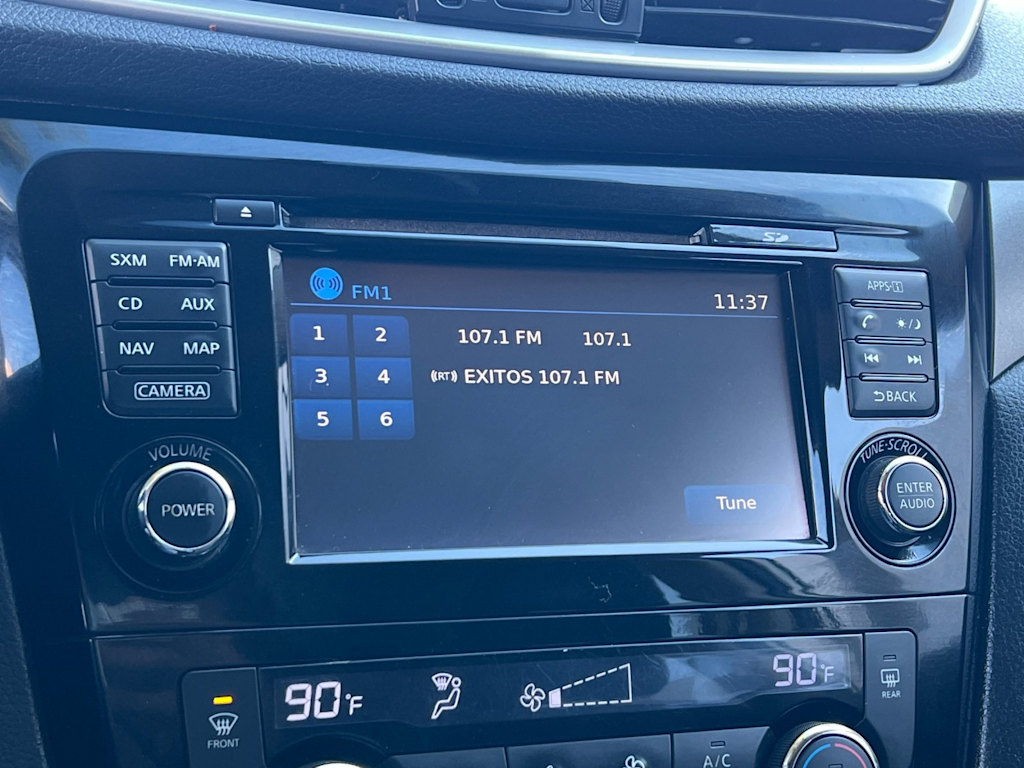 SD
SXM FM·AM
CD AUX
NAV MAP
CAMERA
VOLUME
POWER
FM1 11:37
1 2 107.1 FM 107.1
3 4 ((RT)) EXITOS 107.1 FM
5 6
Tune
APPS·i
BACK
TUNE·SCROLL
ENTER
AUDIO
90°F
90°F
FRONT
REAR
A/C